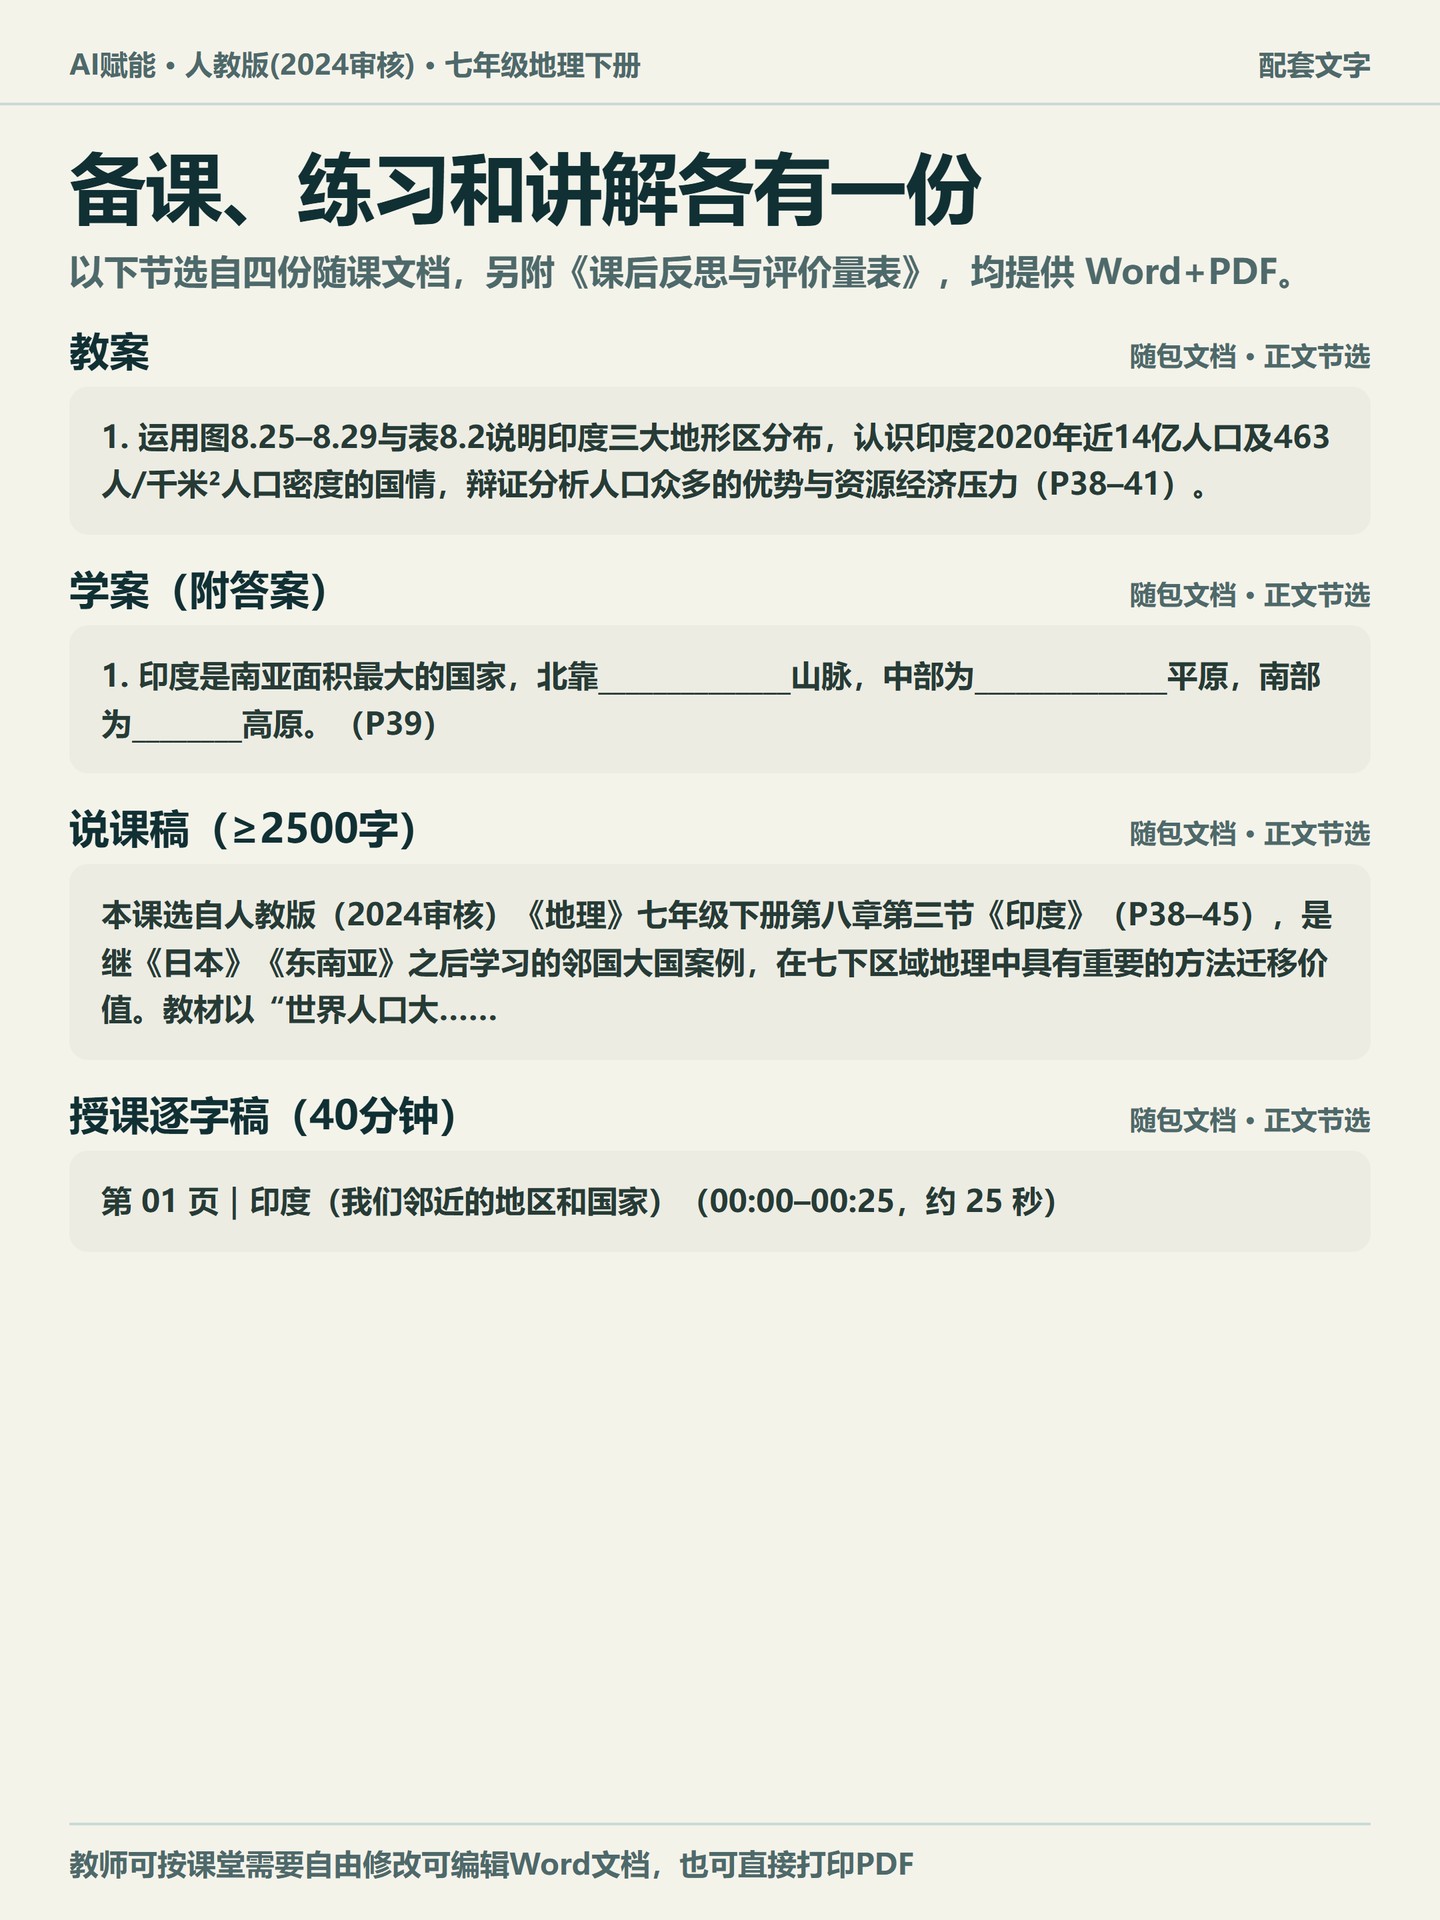 AI赋能 • 人教版(2024审核) • 七年级地理下册
配套文字
备课、练习和讲解各有一份
以下节选自四份随课文档，另附《课后反思与评价量表》，均提供 Word+PDF。
教案
随包文档 • 正文节选
1. 运用图8.25–8.29与表8.2说明印度三大地形区分布，认识印度2020年近14亿人口及463
人/千米²人口密度的国情，辩证分析人口众多的优势与资源经济压力（P38–41）。
学案（附答案）
随包文档 • 正文节选
1. 印度是南亚面积最大的国家，北靠______________山脉，中部为______________平原，南部
为________高原。（P39）
说课稿（≥2500字）
随包文档 • 正文节选
本课选自人教版（2024审核）《地理》七年级下册第八章第三节《印度》（P38–45），是
继《日本》《东南亚》之后学习的邻国大国案例，在七下区域地理中具有重要的方法迁移价
值。教材以“世界人口大……
授课逐字稿（40分钟）
随包文档 • 正文节选
第 01 页｜印度（我们邻近的地区和国家）（00:00–00:25，约 25 秒）
教师可按课堂需要自由修改可编辑Word文档，也可直接打印PDF